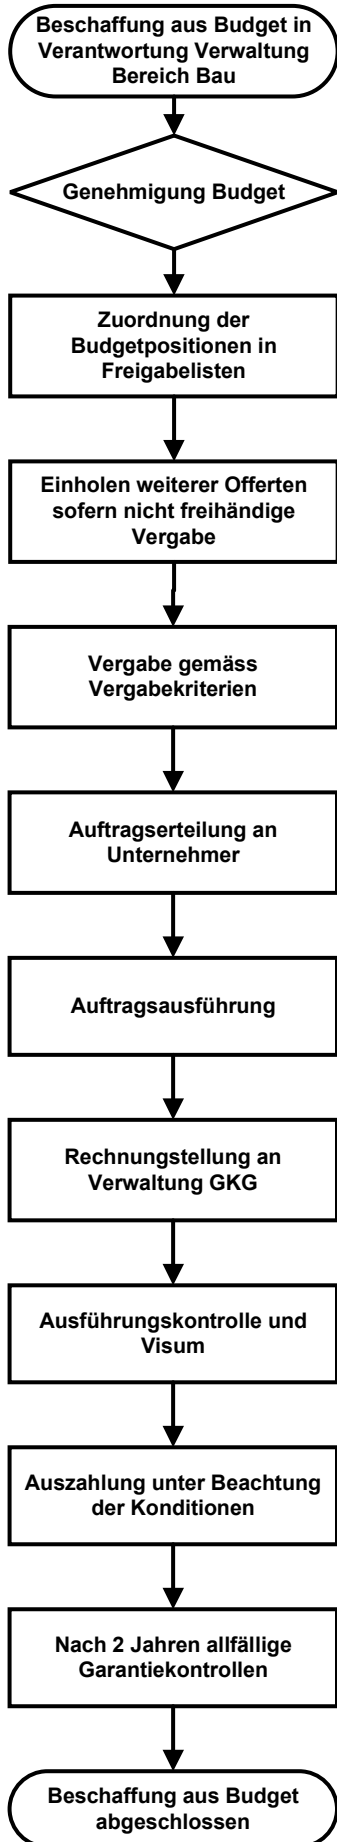 Beschaffung aus Budget in
Verantwortung Verwaltung
Bereich Bau
Genehmigung Budget
Zuordnung der
Budgetpositionen in
Freigabelisten
Einholen weiterer Offerten
sofern nicht freihändige
Vergabe
Vergabe gemäss
Vergabekriterien
Auftragserteilung an
Unternehmer
Auftragsausführung
Rechnungstellung an
Verwaltung GKG
Ausführungskontrolle und
Visum
Auszahlung unter Beachtung
der Konditionen
Nach 2 Jahren allfällige
Garantiekontrollen
Beschaffung aus Budget
abgeschlossen